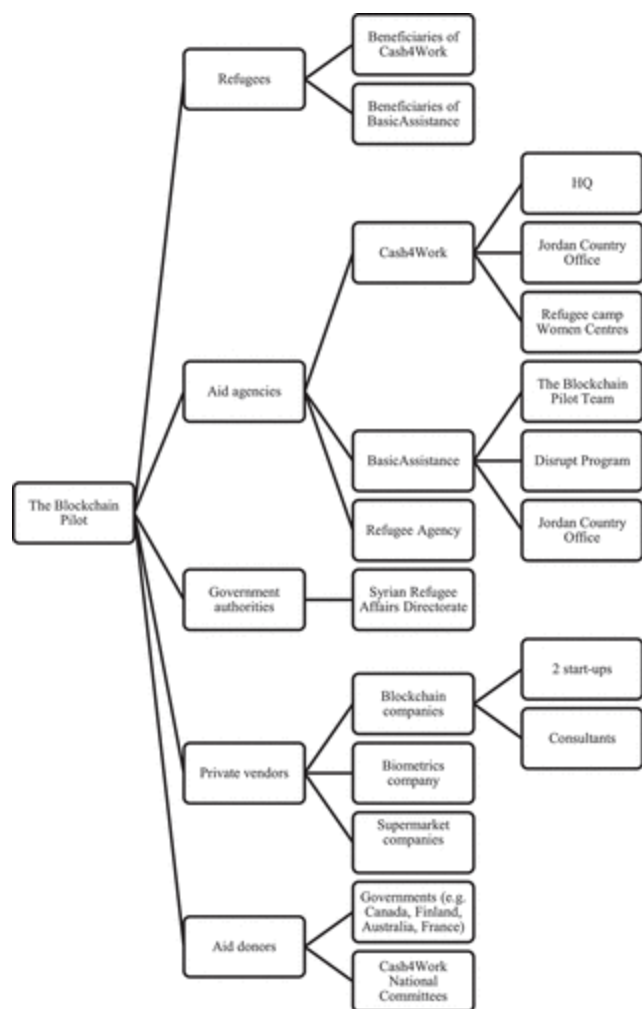 Beneficiaries of
Cash4Work
Refugees
Beneficiaries of
BasicAssistance
HQ
Cash4Work
Jordan Country
Office
Refugee camp
Women Centres
Aid agencies
The Blockchain
Pilot Team
BasicAssistance
Disrupt Program
The Blockchain
Pilot
Refugee Agency
Jordan Country
Office
Government
authorities
Syrian Refugee
Affairs Directorate
Blockchain
companies
2 start-ups
Consultants
Private vendors
Biometrics
company
Supermarket
companies
Governments (e.g.
Canada, Finland,
Australia, France)
Aid donors
Cash4Work
National
Committees